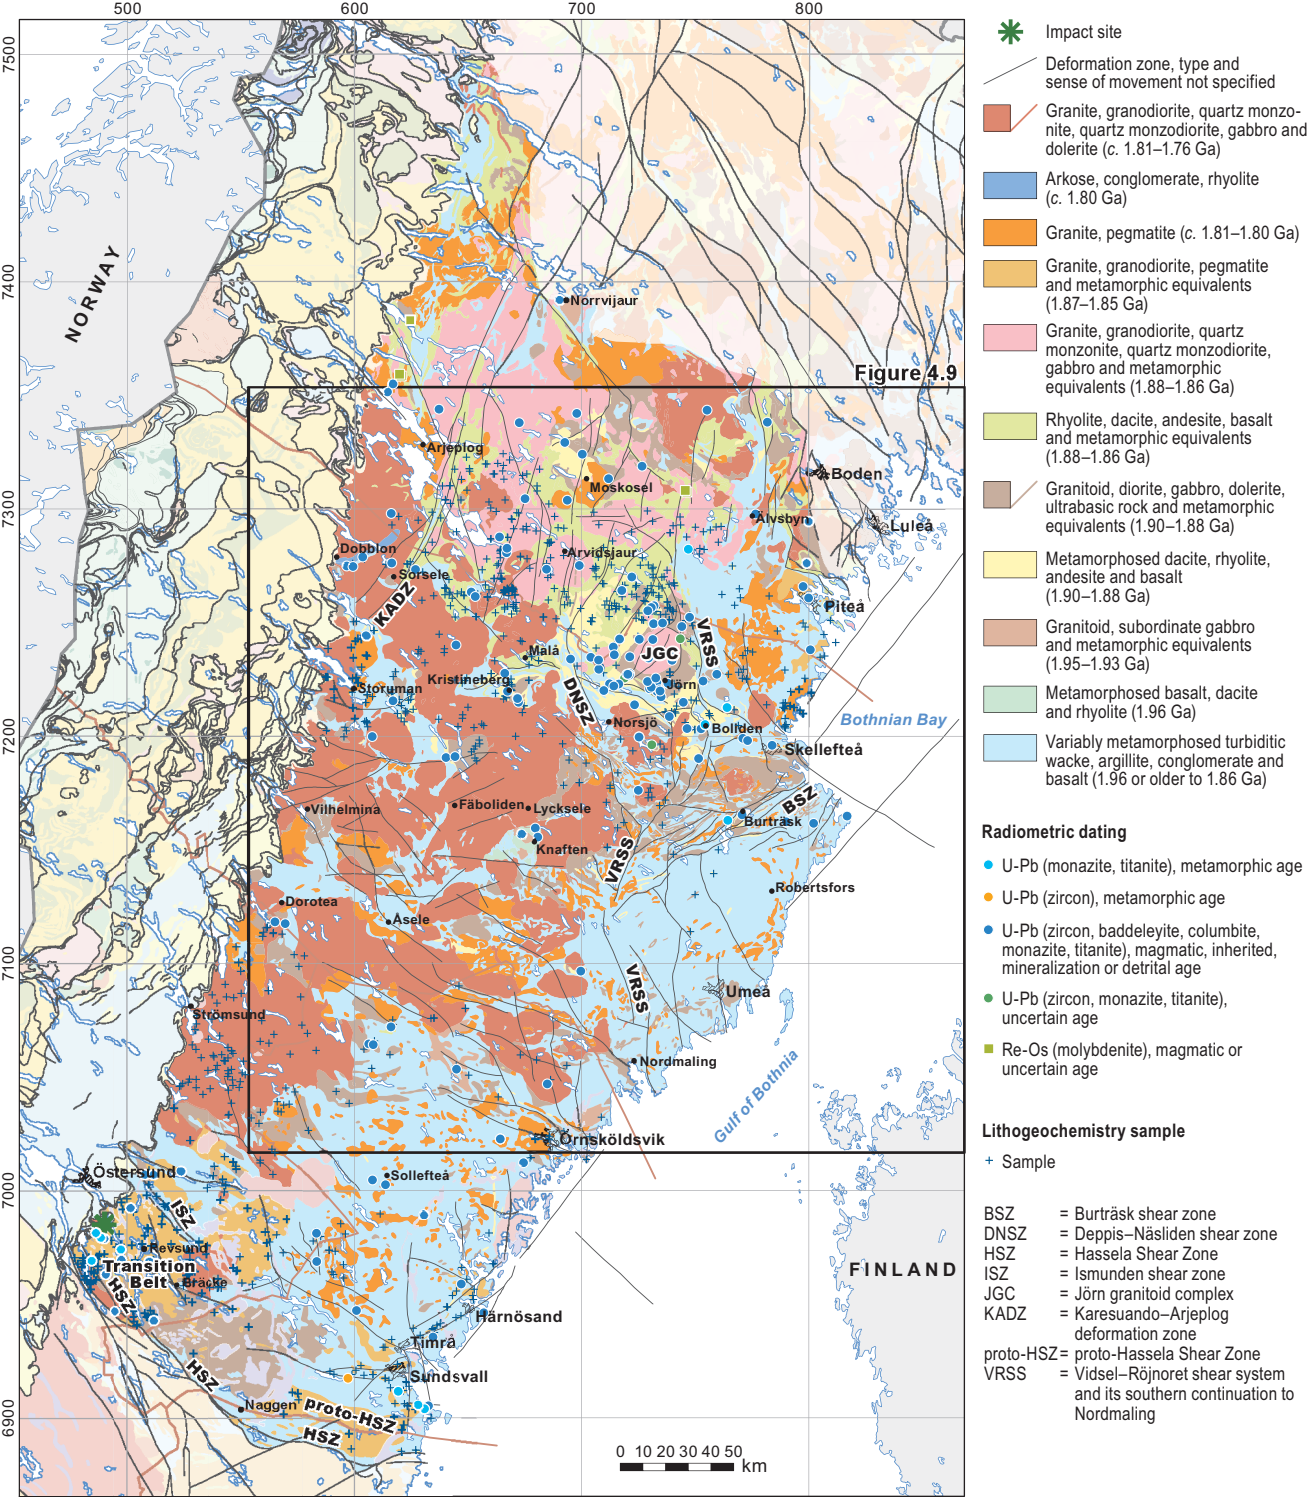 500
600
700
800
7500
7400
7300
7200
7100
7000
6900
NORWAY
Norrvijaur
Figure 4.9
Arjeplog
Moskosel
Boden
Älvsbyn
Luleå
Dobblon
Arvidsjaur
Sorsele
KADZ
Piteå
VRSS
JGC
Malå
Kristineberg
Storuman
DNSZ
Jörn
Norsjö
Boliden
Bothnian Bay
Skellefteå
Vilhelmina
Fäboliden
Lycksele
BSZ
Burträsk
Knaften
VRSS
Robertsfors
Dorotea
Åsele
VRSS
Umeå
Strömsund
Nordmaling
Gulf of Bothnia
Örnsköldsvik
Östersund
Sollefteå
ISZ
Revsund
Transition
Belt
Bräcke
HSZ
FINLAND
Härnösand
Timrå
Sundsvall
HSZ
Naggen
proto-HSZ
HSZ
0 10 20 30 40 50
km
Impact site
Deformation zone, type and
sense of movement not specified
Granite, granodiorite, quartz monzo-
nite, quartz monzodiorite, gabbro and
dolerite (c. 1.81–1.76 Ga)
Arkose, conglomerate, rhyolite
(c. 1.80 Ga)
Granite, pegmatite (c. 1.81–1.80 Ga)
Granite, granodiorite, pegmatite
and metamorphic equivalents
(1.87–1.85 Ga)
Granite, granodiorite, quartz
monzonite, quartz monzodiorite,
gabbro and metamorphic
equivalents (1.88–1.86 Ga)
Rhyolite, dacite, andesite, basalt
and metamorphic equivalents
(1.88–1.86 Ga)
Granitoid, diorite, gabbro, dolerite,
ultrabasic rock and metamorphic
equivalents (1.90–1.88 Ga)
Metamorphosed dacite, rhyolite,
andesite and basalt
(1.90–1.88 Ga)
Granitoid, subordinate gabbro
and metamorphic equivalents
(1.95–1.93 Ga)
Metamorphosed basalt, dacite
and rhyolite (1.96 Ga)
Variably metamorphosed turbiditic
wacke, argillite, conglomerate and
basalt (1.96 or older to 1.86 Ga)
Radiometric dating
U-Pb (monazite, titanite), metamorphic age
U-Pb (zircon), metamorphic age
U-Pb (zircon, baddeleyite, columbite,
monazite, titanite), magmatic, inherited,
mineralization or detrital age
U-Pb (zircon, monazite, titanite),
uncertain age
Re-Os (molybdenite), magmatic or
uncertain age
Lithogeochemistry sample
+ Sample
BSZ = Burträsk shear zone
DNSZ = Deppis–Näsliden shear zone
HSZ = Hassela Shear Zone
ISZ = Ismunden shear zone
JGC = Jörn granitoid complex
KADZ = Karesuando–Arjeplog
deformation zone
proto-HSZ = proto-Hassela Shear Zone
VRSS = Vidsel–Röjnoret shear system
and its southern continuation to
Nordmaling